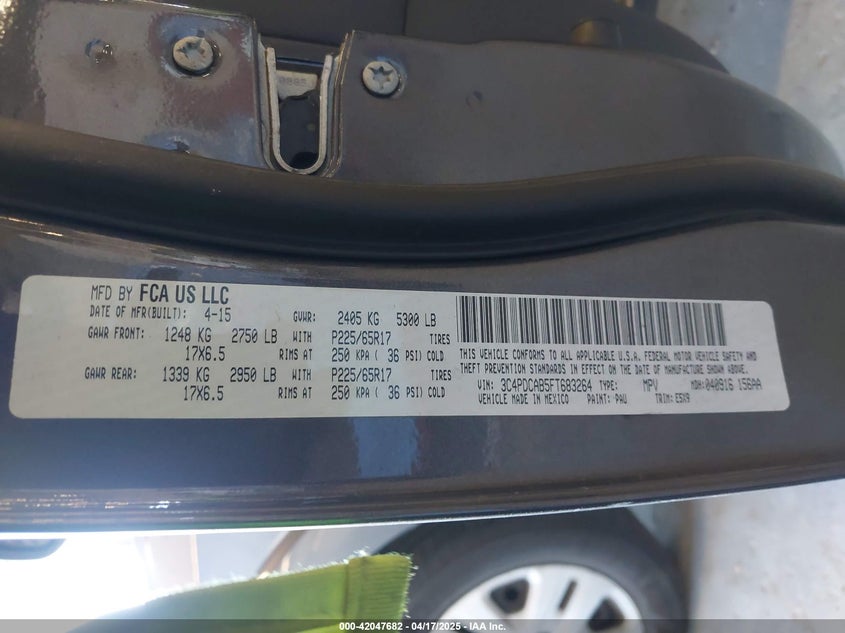 MFD BY FCA US LLC
DATE OF MFR(BUILT): 4-15 GVWR: 2405 KG 5300 LB
GAWR FRONT: 1248 KG 2750 LB WITH P225/65R17 TIRES
17X6.5 RIMS AT 250 KPA ( 36 PSI) COLD
GAWR REAR: 1339 KG 2950 LB WITH P225/65R17 TIRES
17X6.5 RIMS AT 250 KPA ( 36 PSI) COLD
THIS VEHICLE CONFORMS TO ALL APPLICABLE U.S.A. FEDERAL MOTOR VEHICLE SAFETY AND
THEFT PREVENTION STANDARDS IN EFFECT ON THE DATE OF MANUFACTURE SHOWN ABOVE.
VIN: 3C4PDCAB5FT683264 TYPE: MPV MDH: 040916 156AA
VEHICLE MADE IN MEXICO PAINT: PAU TRIM: E5X9
000-42047682 - 04/17/2025 - IAA Inc.